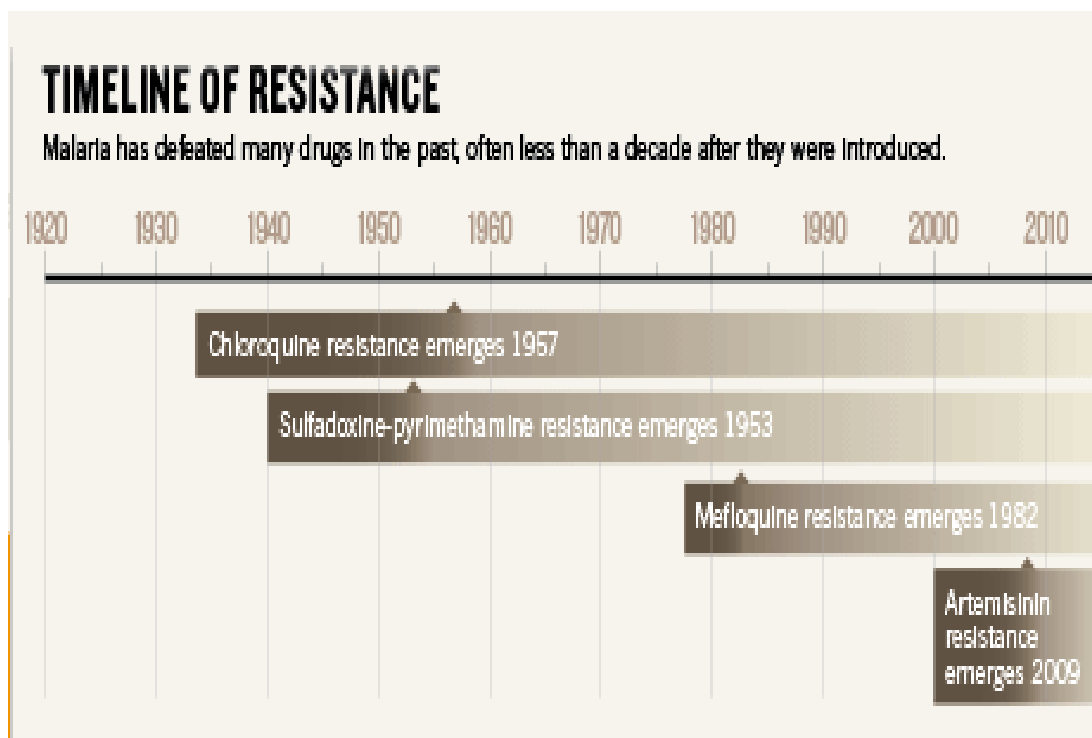 TIMELINE OF RESISTANCE
Malaria has defeated many drugs in the past, often less than a decade after they were introduced.
1920 1930 1940 1950 1960 1970 1980 1990 2000 2010
Chloroquine resistance emerges 1957
Sulfadoxine-pyrimethamine resistance emerges 1953
Mefloquine resistance emerges 1982
Artemisinin
resistance
emerges 2009